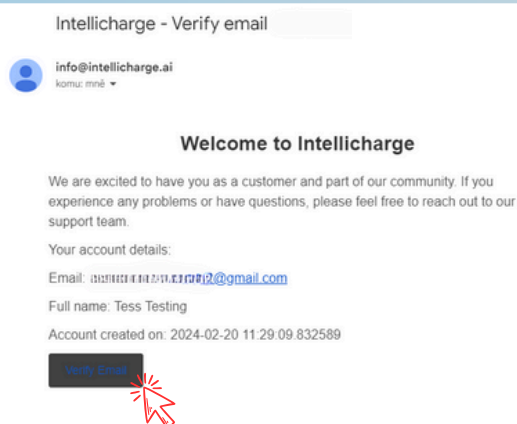 Intellicharge - Verify email
info@intellicharge.ai
komu: mně
Welcome to Intellicharge
We are excited to have you as a customer and part of our community. If you
experience any problems or have questions, please feel free to reach out to our
support team.
Your account details:
Email: @gmail.com
Full name: Tess Testing
Account created on: 2024-02-20 11:29:09.832589
Verify Email